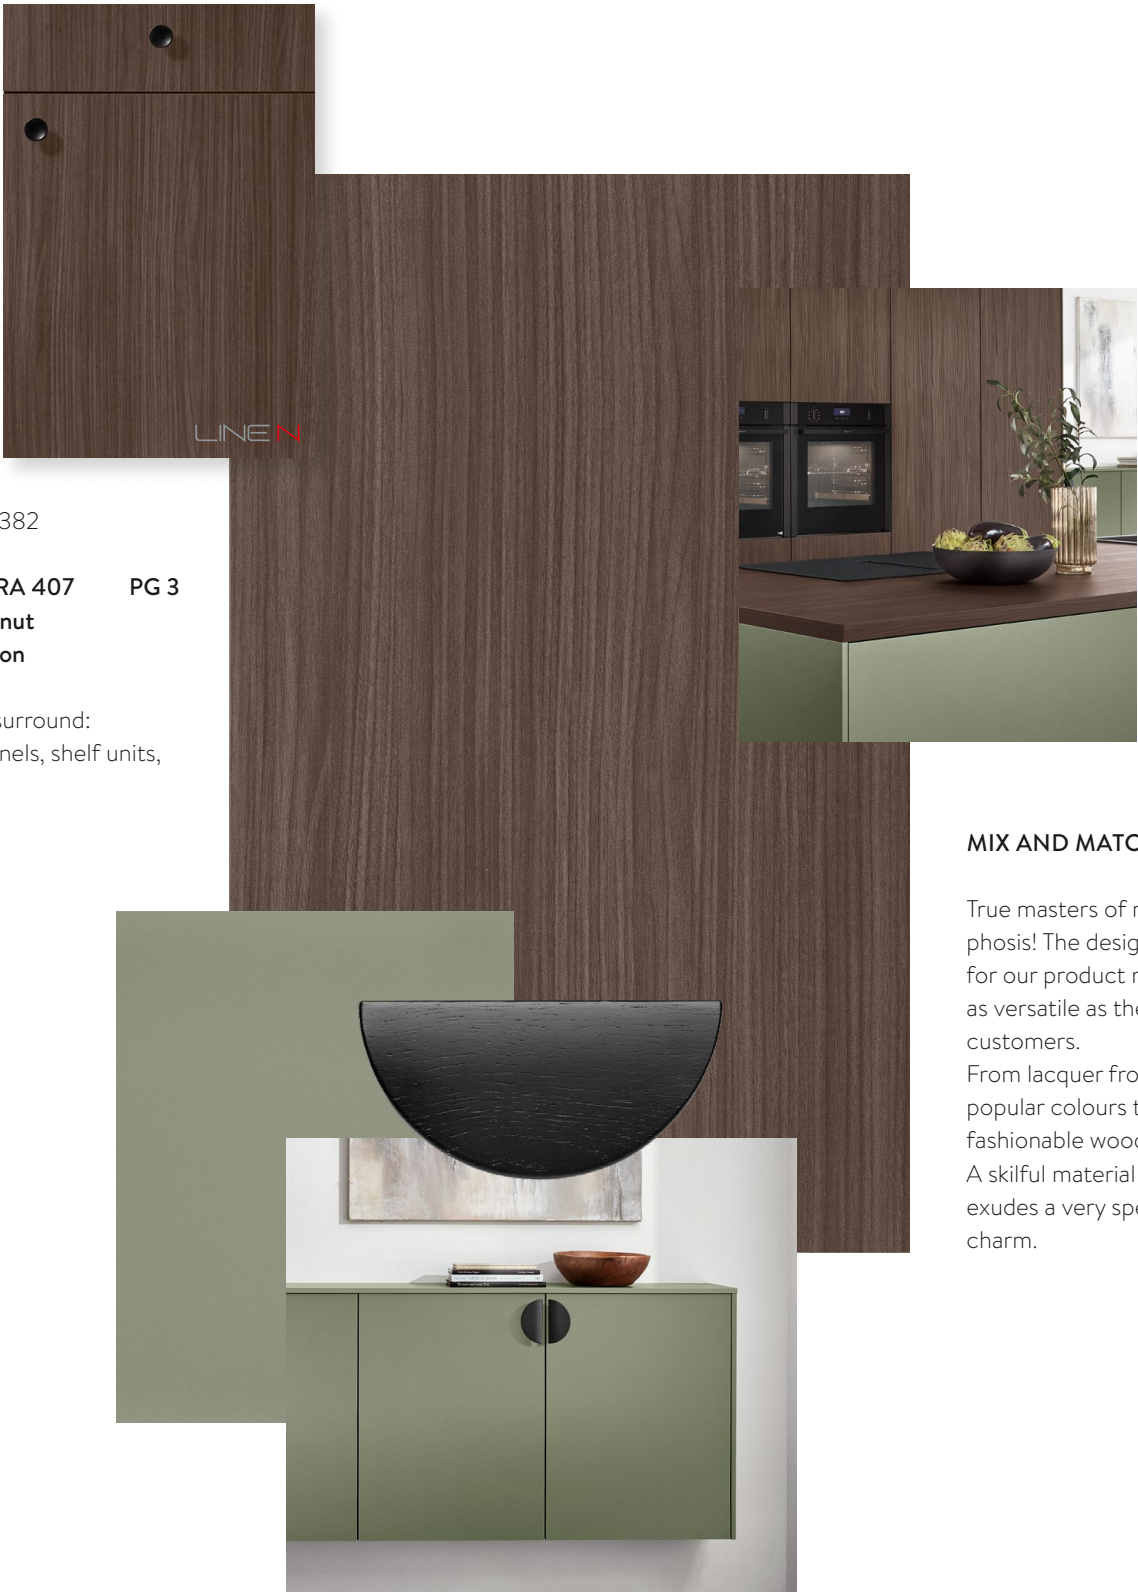 LINE N
382
RA 407 PG 3
nut
on
surround:
nels, shelf units,
MIX AND MATC
True masters of
phosis! The desig
for our product
as versatile as the
customers.
From lacquer fro
popular colours t
fashionable wood
A skilful material
exudes a very spe
charm.